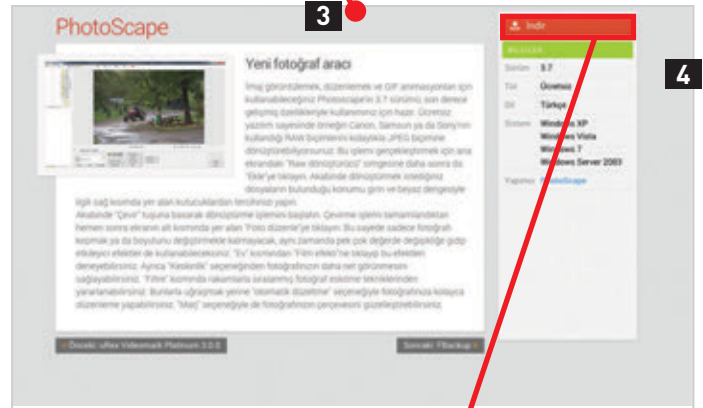 3
PhotoScape
İndir
BİLGİLER
4
Yeni fotoğraf aracı
İmaj görüntülemek, düzenlemek ve GIF animasyonları için
kullanabileceğiniz Photoscape'in 3.7 sürümü, son derece
gelişmiş özellikleriyle kullanımınız için hazır. Ücretsiz
yazılım sayesinde örneğin Canon, Samsun ya da Sony'nin
kullandığı RAW biçimlerini kolaylıkla JPEG biçimine
dönüştürebiliyorsunuz. Bu işlemi gerçekleştirmek için ana
ekrandan "Raw dönüştürücü" simgesine daha sonra da
"Ekle'ye tıklayın. Akabinde dönüştürmek istediğiniz
dosyaların bulunduğu konumu girin ve beyaz dengesiyle
ilgili sağ kısımda yer alan kutucuklardan tercihinizi yapın.
Akabinde "Çevir" tuşuna basarak dönüştürme işlemini başlatın. Çevirme işlemi tamamlandıktan
hemen sonra ekranın alt kısmında yer alan "Foto düzenle'ye tıklayın. Bu sayede sadece fotoğrafı
kırpmak ya da boyutunu değiştirmekle kalmayacak, aynı zamanda pek çok değerde değişikliğe gidip
etkileyici efektler de kullanabileceksiniz. "Ev" kısmından "Film efekti'ne tıklayıp bu efektleri
deneyebilirsiniz. Ayrıca "Keskinlik" seçeneğinden fotoğrafınızın daha net görünmesini
sağlayabilirsiniz. "Filtre" kısmında rakamlarla sıralanmış fotoğraf eskitme tekniklerinden
yararlanabilirsiniz. Bunlarla uğraşmak yerine "otomatik düzeltme" seçeneğiyle fotoğrafınıza kolayca
düzenleme yapabilirsiniz. "Marj" seçeneğiyle de fotoğrafınızın çerçevesini güzelleştirebilirsiniz.
Sürüm 3.7
Tür Ücretsiz
Dil Türkçe
Sistem Windows XP
Windows Vista
Windows 7
Windows Server 2003
Yapımcı PhotoScape
« Önceki: uRex Videomark Platinum 3.0.0
Sonraki: FBackup »